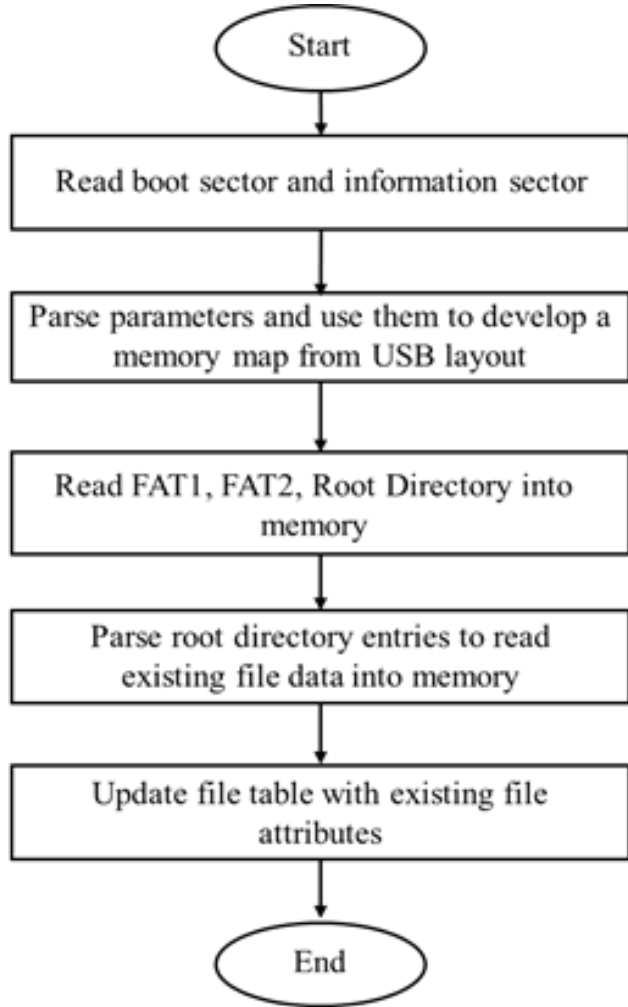 Start
Read boot sector and information sector
Parse parameters and use them to develop a
memory map from USB layout
Read FAT1, FAT2, Root Directory into
memory
Parse root directory entries to read
existing file data into memory
Update file table with existing file
attributes
End